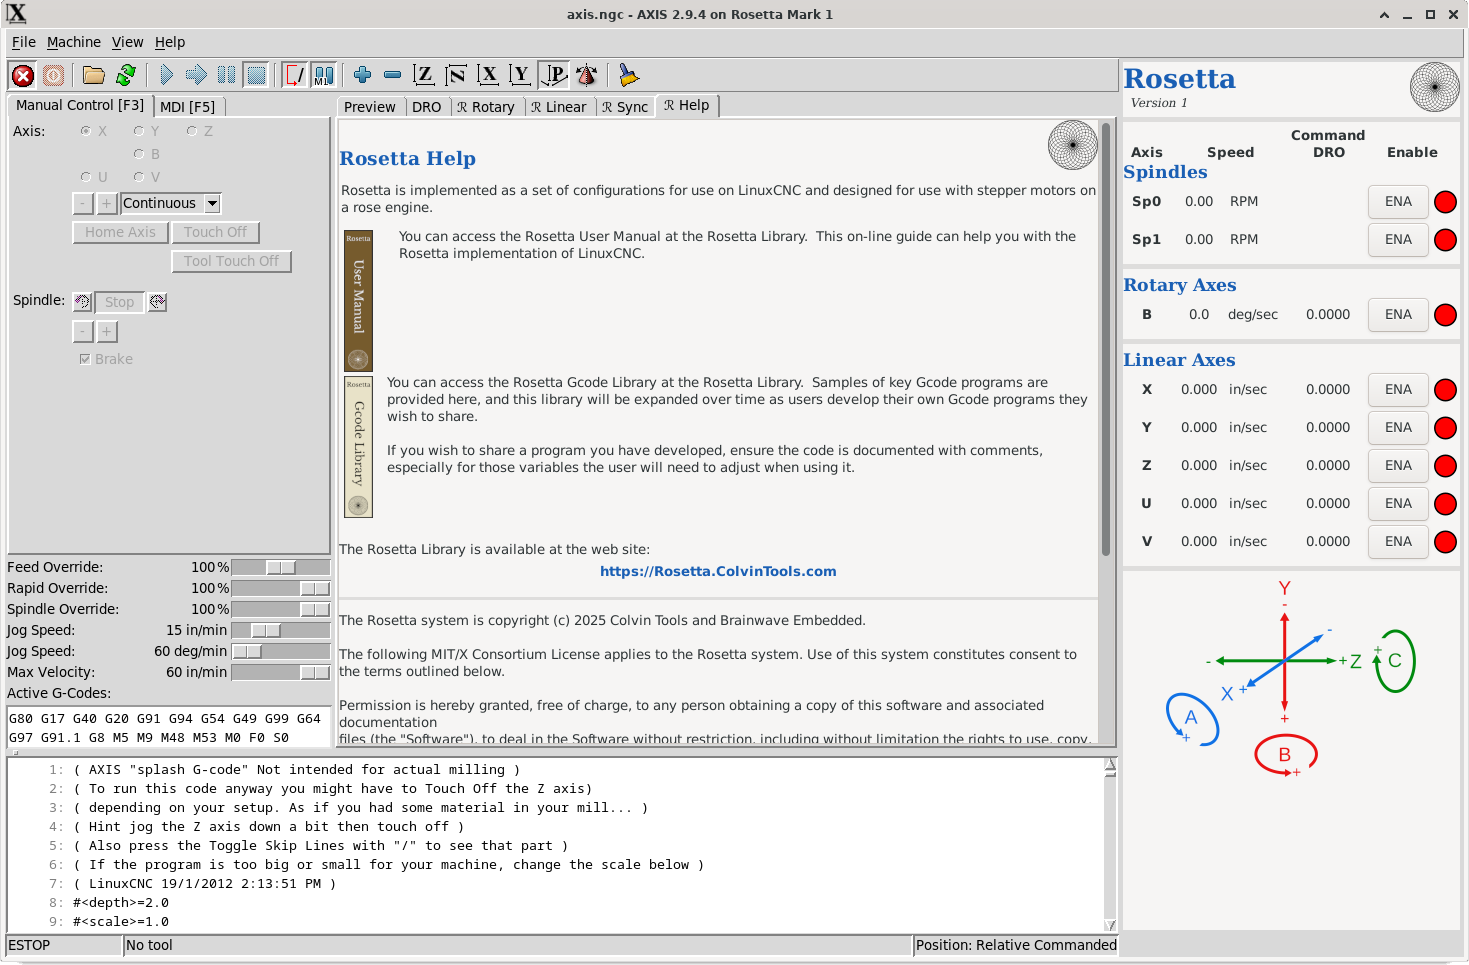 axis.ngc - AXIS 2.9.4 on Rosetta Mark 1
File Machine View Help
Manual Control [F3] MDI [F5]
Axis: X Y Z
B
U V
- + Continuous
Home Axis Touch Off
Tool Touch Off
Spindle: Stop
- +
Brake
Feed Override: 100 %
Rapid Override: 100 %
Spindle Override: 100 %
Jog Speed: 15 in/min
Jog Speed: 60 deg/min
Max Velocity: 60 in/min
Active G-Codes:
G80 G17 G40 G20 G91 G94 G54 G49 G99 G64
G97 G91.1 G8 M5 M9 M48 M53 M0 F0 S0
Preview DRO ℛ Rotary ℛ Linear ℛ Sync ℛ Help
Rosetta Help
Rosetta is implemented as a set of configurations for use on LinuxCNC and designed for use with stepper motors on
a rose engine.
Rosetta
User Manual
You can access the Rosetta User Manual at the Rosetta Library. This on-line guide can help you with the
Rosetta implementation of LinuxCNC.
Rosetta
Gcode Library
You can access the Rosetta Gcode Library at the Rosetta Library. Samples of key Gcode programs are
provided here, and this library will be expanded over time as users develop their own Gcode programs they
wish to share.
If you wish to share a program you have developed, ensure the code is documented with comments,
especially for those variables the user will need to adjust when using it.
The Rosetta Library is available at the web site:
https://Rosetta.ColvinTools.com
The Rosetta system is copyright (c) 2025 Colvin Tools and Brainwave Embedded.
The following MIT/X Consortium License applies to the Rosetta system. Use of this system constitutes consent to
the terms outlined below.
Permission is hereby granted, free of charge, to any person obtaining a copy of this software and associated
documentation
files (the "Software"), to deal in the Software without restriction, including without limitation the rights to use, copy,
1: ( AXIS "splash G-code" Not intended for actual milling )
2: ( To run this code anyway you might have to Touch Off the Z axis)
3: ( depending on your setup. As if you had some material in your mill... )
4: ( Hint jog the Z axis down a bit then touch off )
5: ( Also press the Toggle Skip Lines with "/" to see that part )
6: ( If the program is too big or small for your machine, change the scale below )
7: ( LinuxCNC 19/1/2012 2:13:51 PM )
8: #<depth>=2.0
9: #<scale>=1.0
ESTOP No tool Position: Relative Commanded
Rosetta
Version 1
Command
Axis Speed DRO Enable
Spindles
Sp0 0.00 RPM ENA
Sp1 0.00 RPM ENA
Rotary Axes
B 0.0 deg/sec 0.0000 ENA
Linear Axes
X 0.000 in/sec 0.0000 ENA
Y 0.000 in/sec 0.0000 ENA
Z 0.000 in/sec 0.0000 ENA
U 0.000 in/sec 0.0000 ENA
V 0.000 in/sec 0.0000 ENA
Y
-
-
- + Z + C
X +
A
+
+
B
+